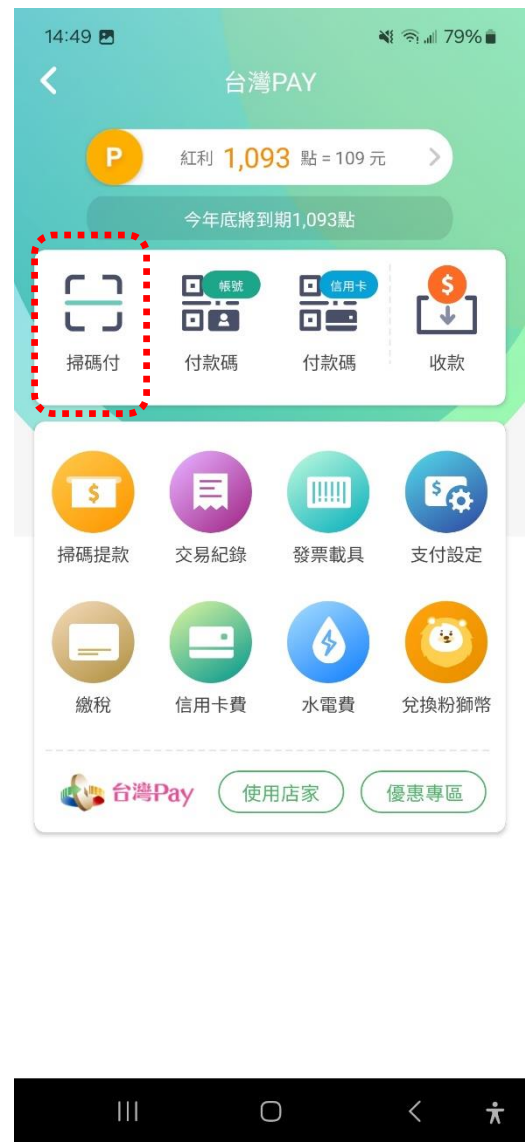 14:49 79%
台灣PAY
P 紅利 1,093 點 = 109 元
今年底將到期1,093點
帳號 信用卡 $
掃碼付 付款碼 付款碼 收款
$ $
掃碼提款 交易紀錄 發票載具 支付設定
繳稅 信用卡費 水電費 兌換粉獅幣
台灣Pay 使用店家 優惠專區